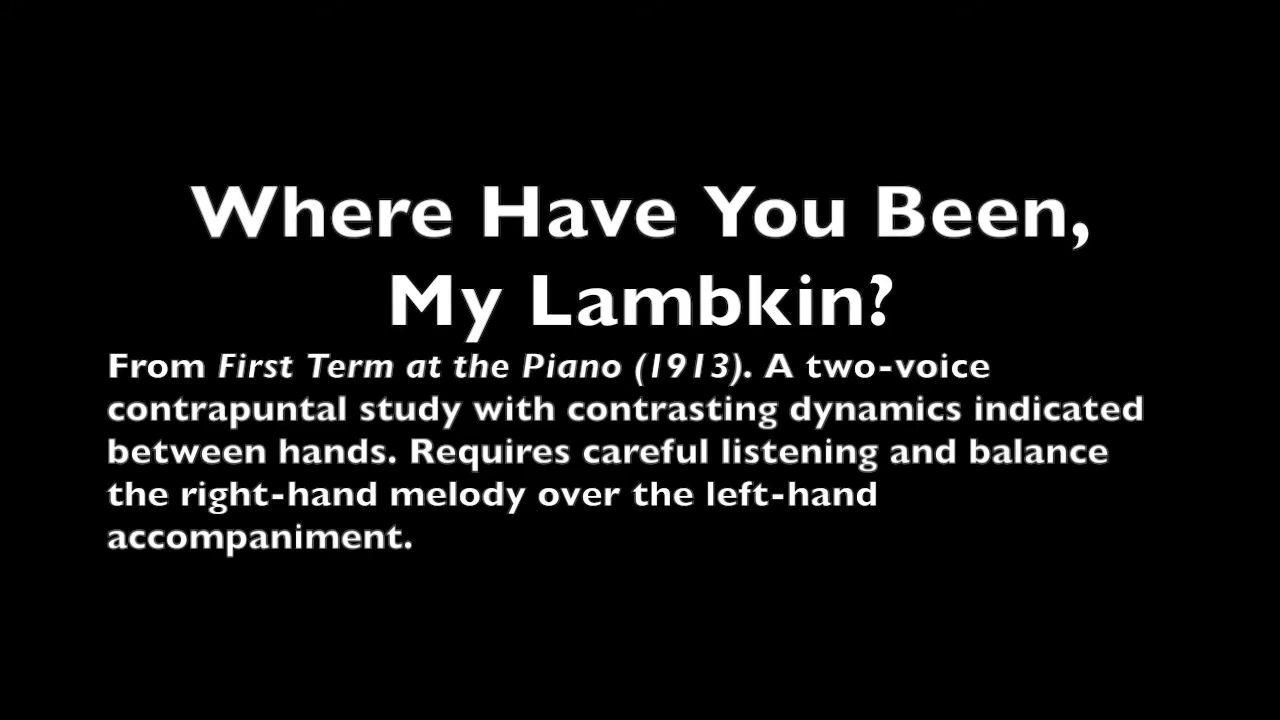 Where Have You Been,
My Lambkin?
From First Term at the Piano (1913). A two-voice
contrapuntal study with contrasting dynamics indicated
between hands. Requires careful listening and balance
the right-hand melody over the left-hand
accompaniment.